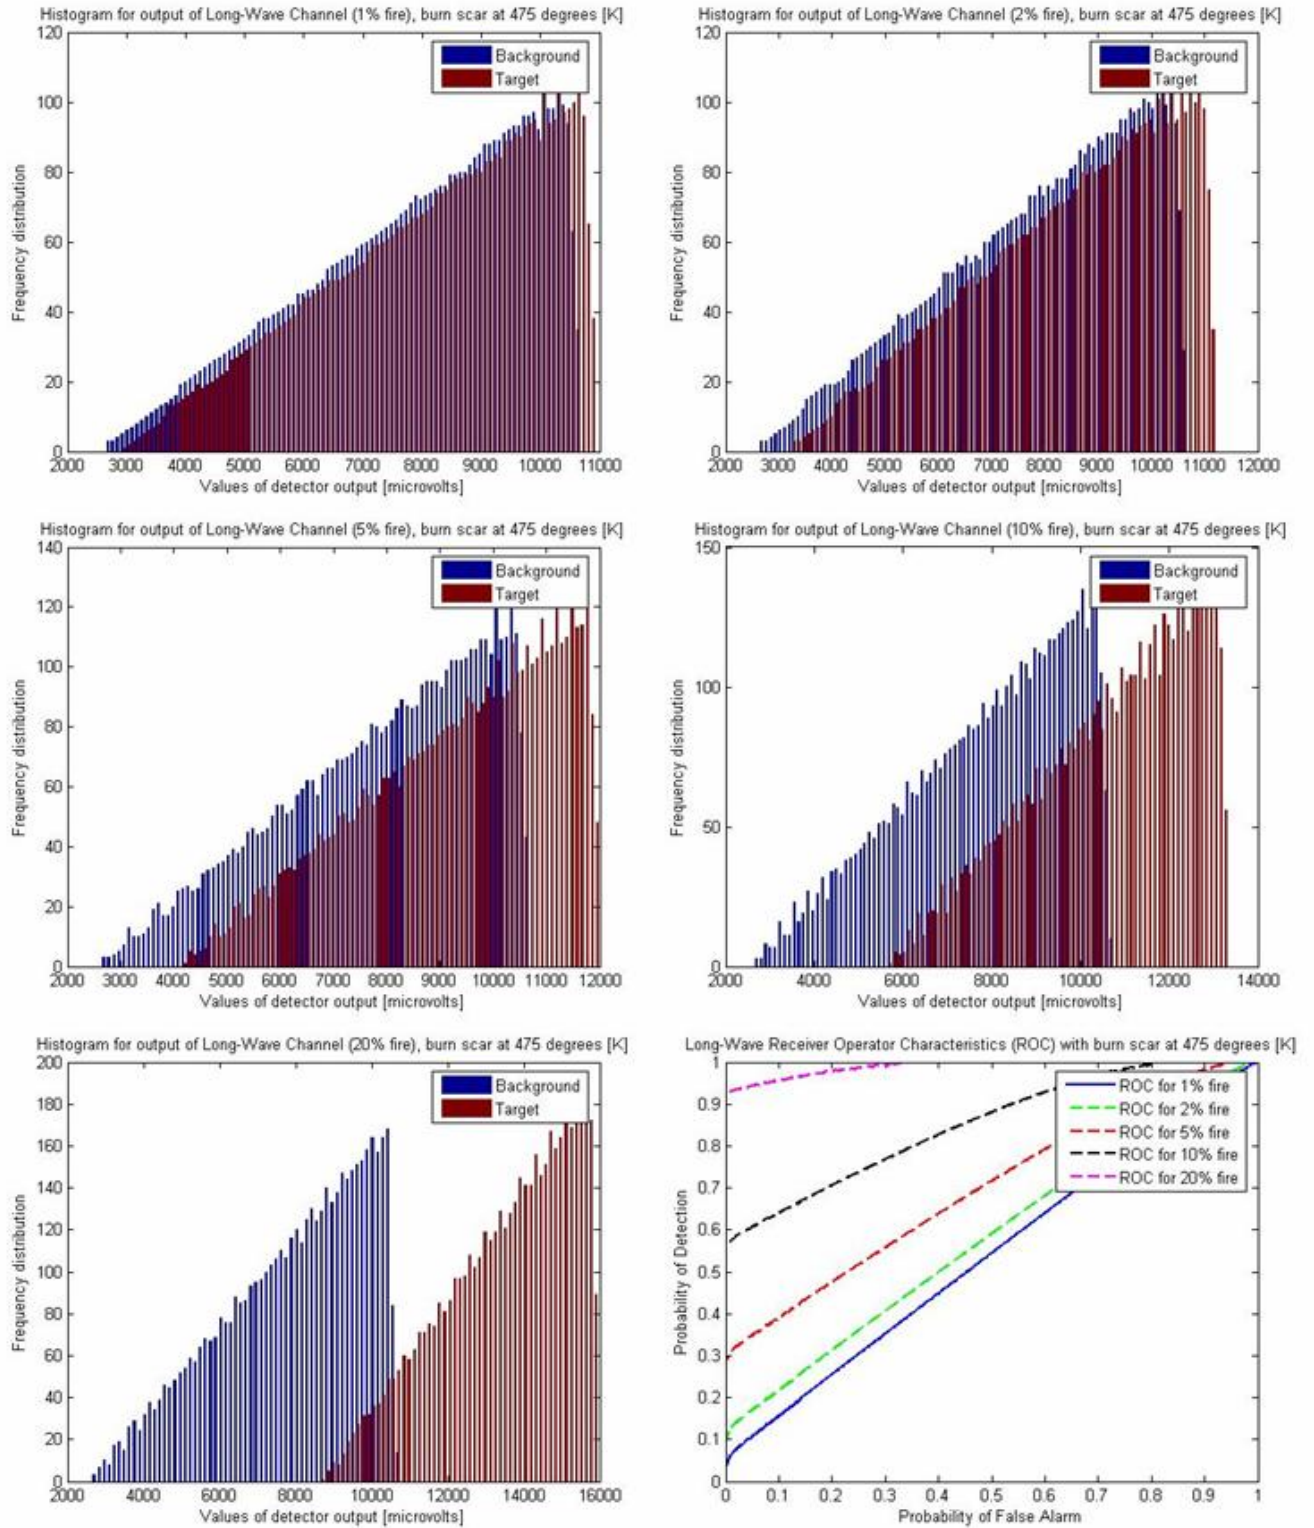 Histogram for output of Long-Wave Channel (1% fire), burn scar at 475 degrees [K]
120
100
80
60
40
20
0
Frequency distribution
Background
Target
2000 3000 4000 5000 6000 7000 8000 9000 10000 11000
Values of detector output [microvolts]
Histogram for output of Long-Wave Channel (2% fire), burn scar at 475 degrees [K]
120
100
80
60
40
20
0
Frequency distribution
Background
Target
2000 3000 4000 5000 6000 7000 8000 9000 10000 11000 12000
Values of detector output [microvolts]
Histogram for output of Long-Wave Channel (5% fire), burn scar at 475 degrees [K]
140
120
100
80
60
40
20
0
Frequency distribution
Background
Target
2000 3000 4000 5000 6000 7000 8000 9000 10000 11000 12000
Values of detector output [microvolts]
Histogram for output of Long-Wave Channel (10% fire), burn scar at 475 degrees [K]
150
100
50
0
Frequency distribution
Background
Target
2000 4000 6000 8000 10000 12000 14000
Values of detector output [microvolts]
Histogram for output of Long-Wave Channel (20% fire), burn scar at 475 degrees [K]
200
180
160
140
120
100
80
60
40
20
0
Frequency distribution
Background
Target
2000 4000 6000 8000 10000 12000 14000 16000
Values of detector output [microvolts]
Long-Wave Receiver Operator Characteristics (ROC) with burn scar at 475 degrees [K]
1
0.9
0.8
0.7
0.6
0.5
0.4
0.3
0.2
0.1
0
Probability of Detection
ROC for 1% fire
ROC for 2% fire
ROC for 5% fire
ROC for 10% fire
ROC for 20% fire
0 0.1 0.2 0.3 0.4 0.5 0.6 0.7 0.8 0.9 1
Probability of False Alarm